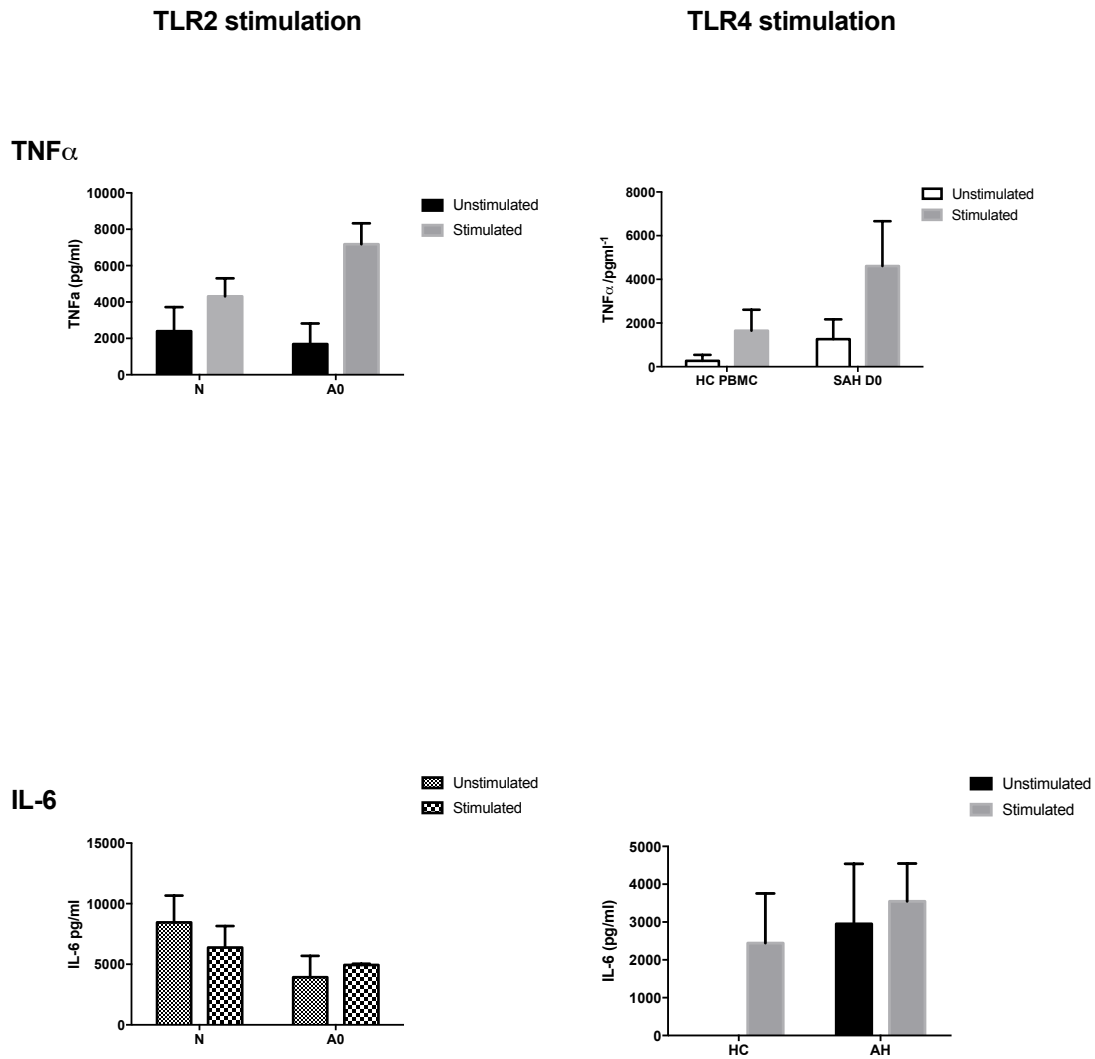 TLR2 stimulation
TLR4 stimulation
TNFα
10000
8000
6000
4000
2000
0
TNFa (pg/ml)
N
A0
Unstimulated
Stimulated
8000
6000
4000
2000
0
TNFα/pgml-1
HC PBMC
SAH D0
Unstimulated
Stimulated
IL-6
15000
10000
5000
0
IL-6 pg/ml
N
A0
Unstimulated
Stimulated
5000
4000
3000
2000
1000
0
IL-6 (pg/ml)
HC
AH
Unstimulated
Stimulated